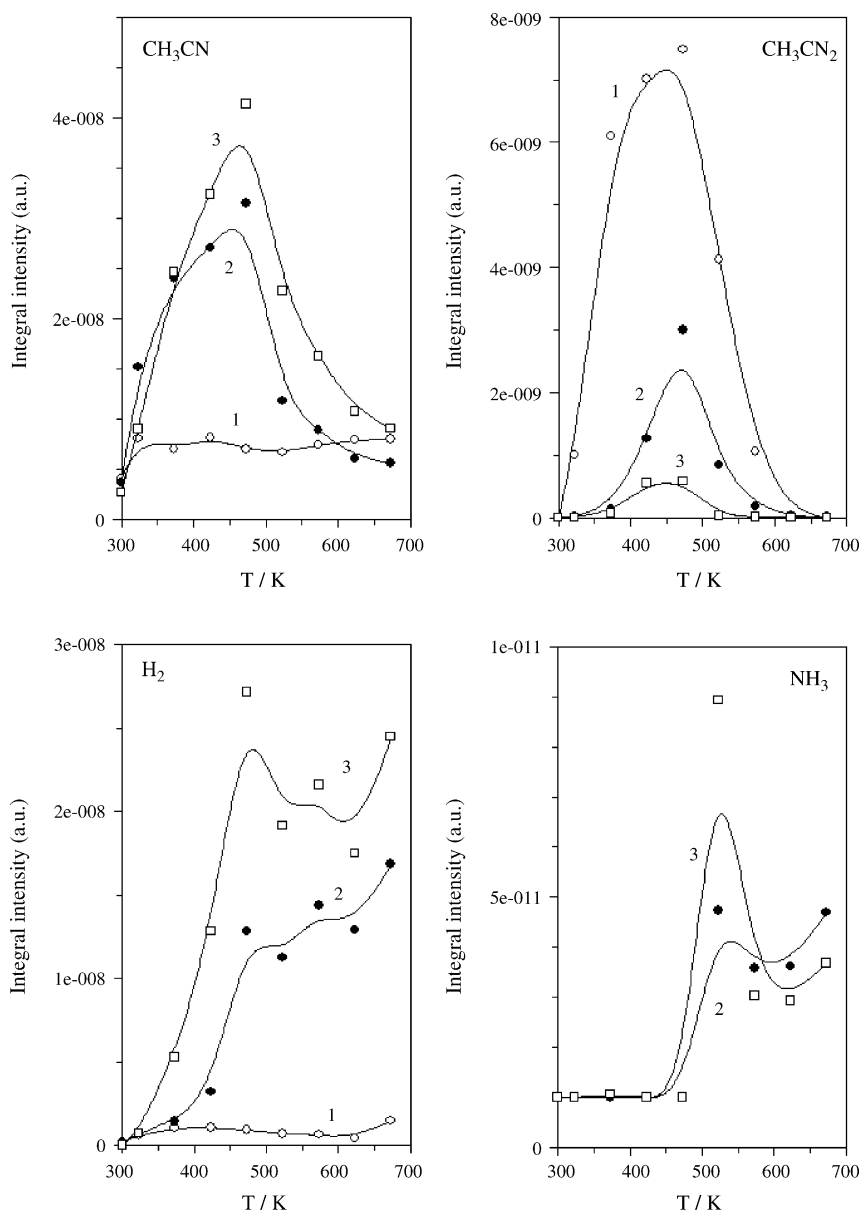 CH₃CN
Integral intensity (a.u.)
4e-008
2e-008
0
3
2
1
300 400 500 600 700
T / K
CH₃CN₂
Integral intensity (a.u.)
8e-009
6e-009
4e-009
2e-009
0
1
2
3
300 400 500 600 700
T / K
H₂
Integral intensity (a.u.)
3e-008
2e-008
1e-008
0
3
2
1
300 400 500 600 700
T / K
NH₃
Integral intensity (a.u.)
1e-011
5e-011
0
3
2
300 400 500 600 700
T / K